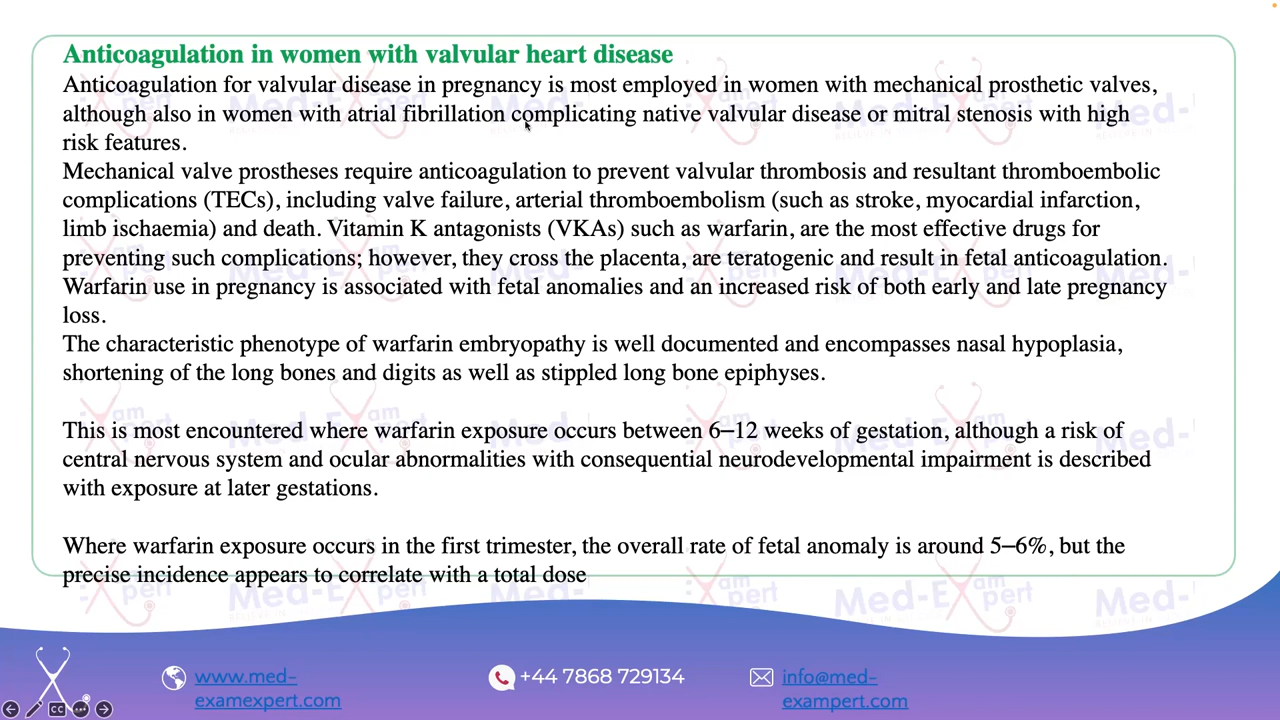 Anticoagulation in women with valvular heart disease
Anticoagulation for valvular disease in pregnancy is most employed in women with mechanical prosthetic valves,
although also in women with atrial fibrillation complicating native valvular disease or mitral stenosis with high
risk features.
Mechanical valve prostheses require anticoagulation to prevent valvular thrombosis and resultant thromboembolic
complications (TECs), including valve failure, arterial thromboembolism (such as stroke, myocardial infarction,
limb ischaemia) and death. Vitamin K antagonists (VKAs) such as warfarin, are the most effective drugs for
preventing such complications; however, they cross the placenta, are teratogenic and result in fetal anticoagulation.
Warfarin use in pregnancy is associated with fetal anomalies and an increased risk of both early and late pregnancy
loss.
The characteristic phenotype of warfarin embryopathy is well documented and encompasses nasal hypoplasia,
shortening of the long bones and digits as well as stippled long bone epiphyses.
This is most encountered where warfarin exposure occurs between 6–12 weeks of gestation, although a risk of
central nervous system and ocular abnormalities with consequential neurodevelopmental impairment is described
with exposure at later gestations.
Where warfarin exposure occurs in the first trimester, the overall rate of fetal anomaly is around 5–6%, but the
precise incidence appears to correlate with a total dose
www.med-
examexpert.com
+44 7868 729134
info@med-
exampert.com
CC